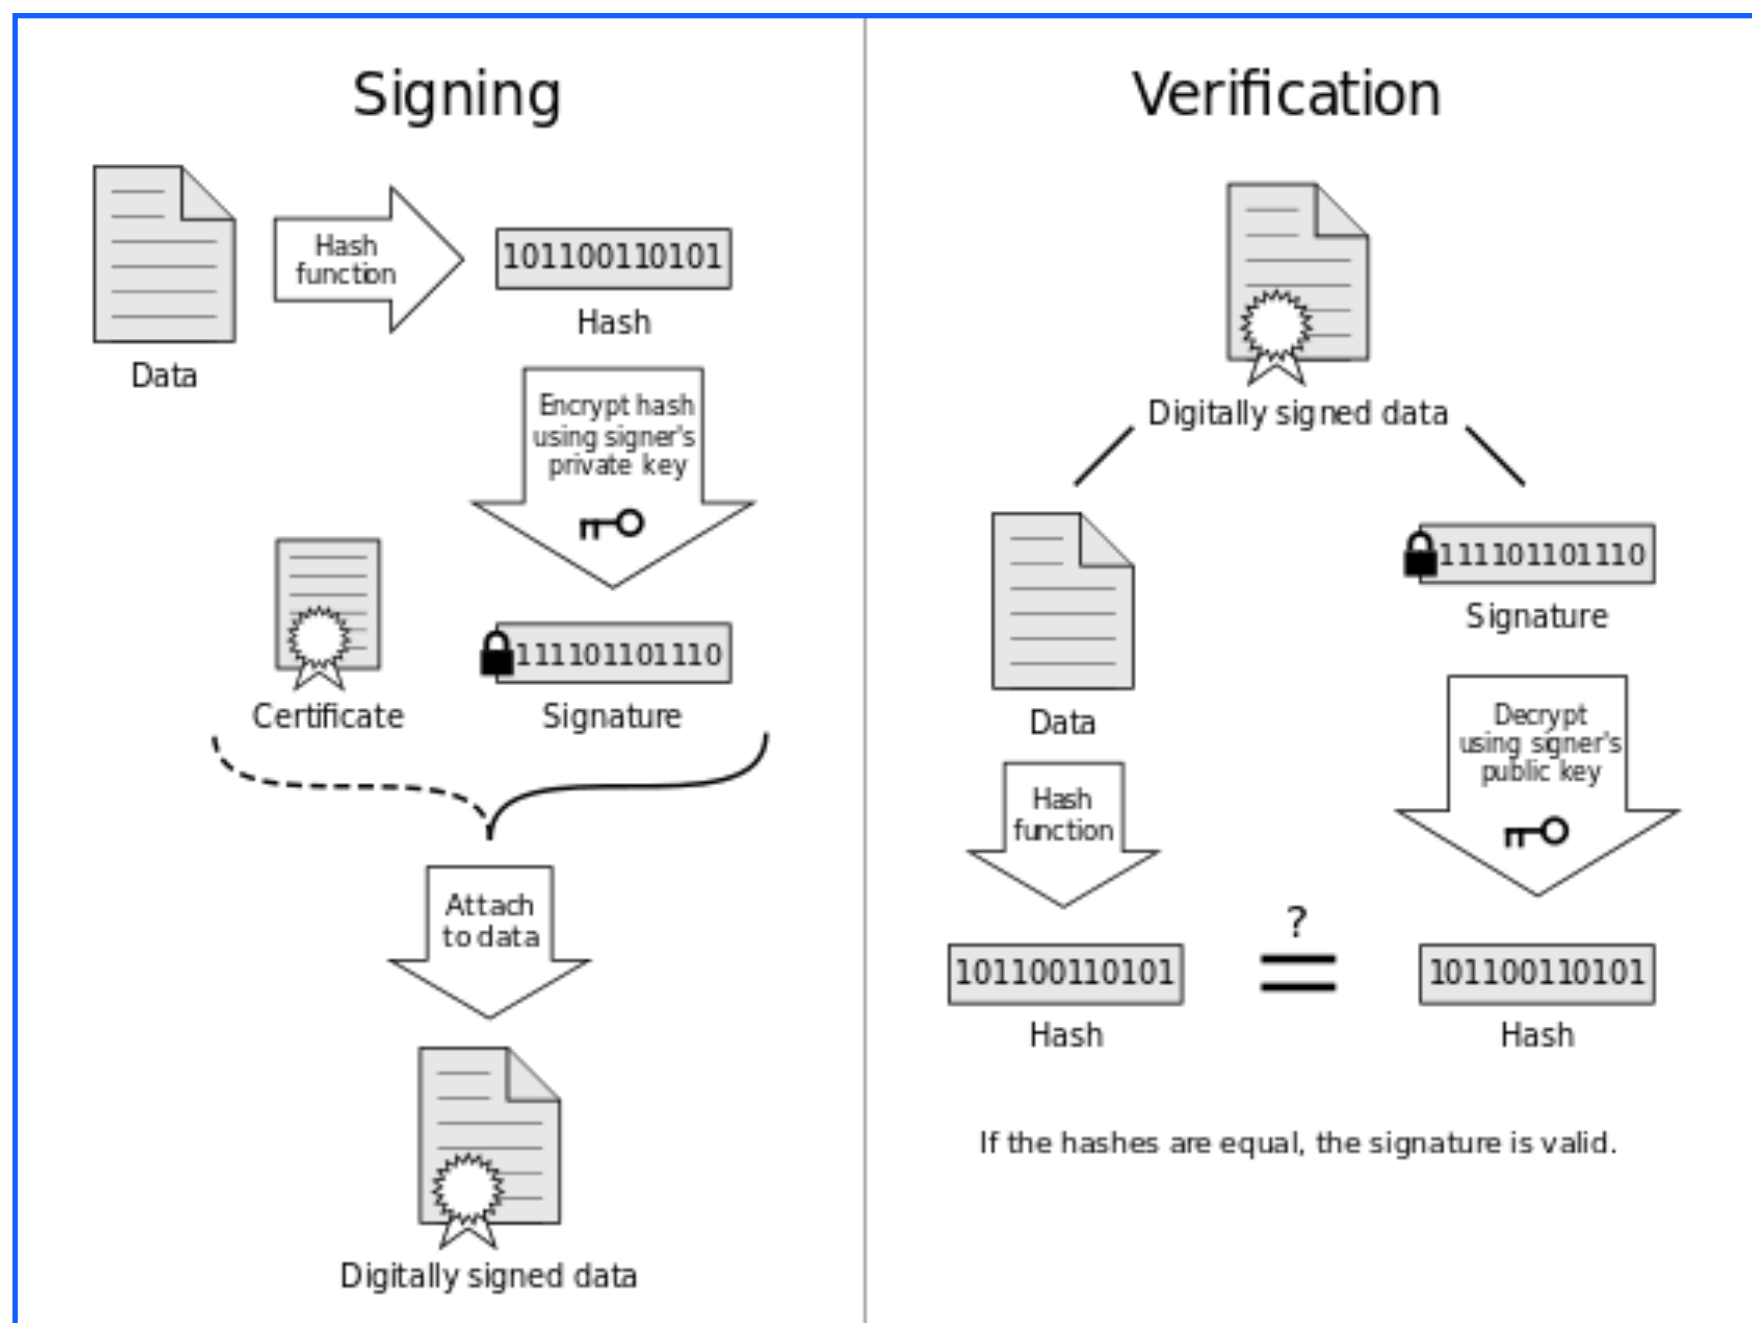 Signing
Hash
function
101100110101
Hash
Data
Encrypt hash
using signer's
private key
111101101110
Certificate
Signature
Attach
to data
Digitally signed data
Verification
Digitally signed data
111101101110
Signature
Data
Decrypt
using signer's
public key
Hash
function
?
101100110101
=
101100110101
Hash
Hash
If the hashes are equal, the signature is valid.